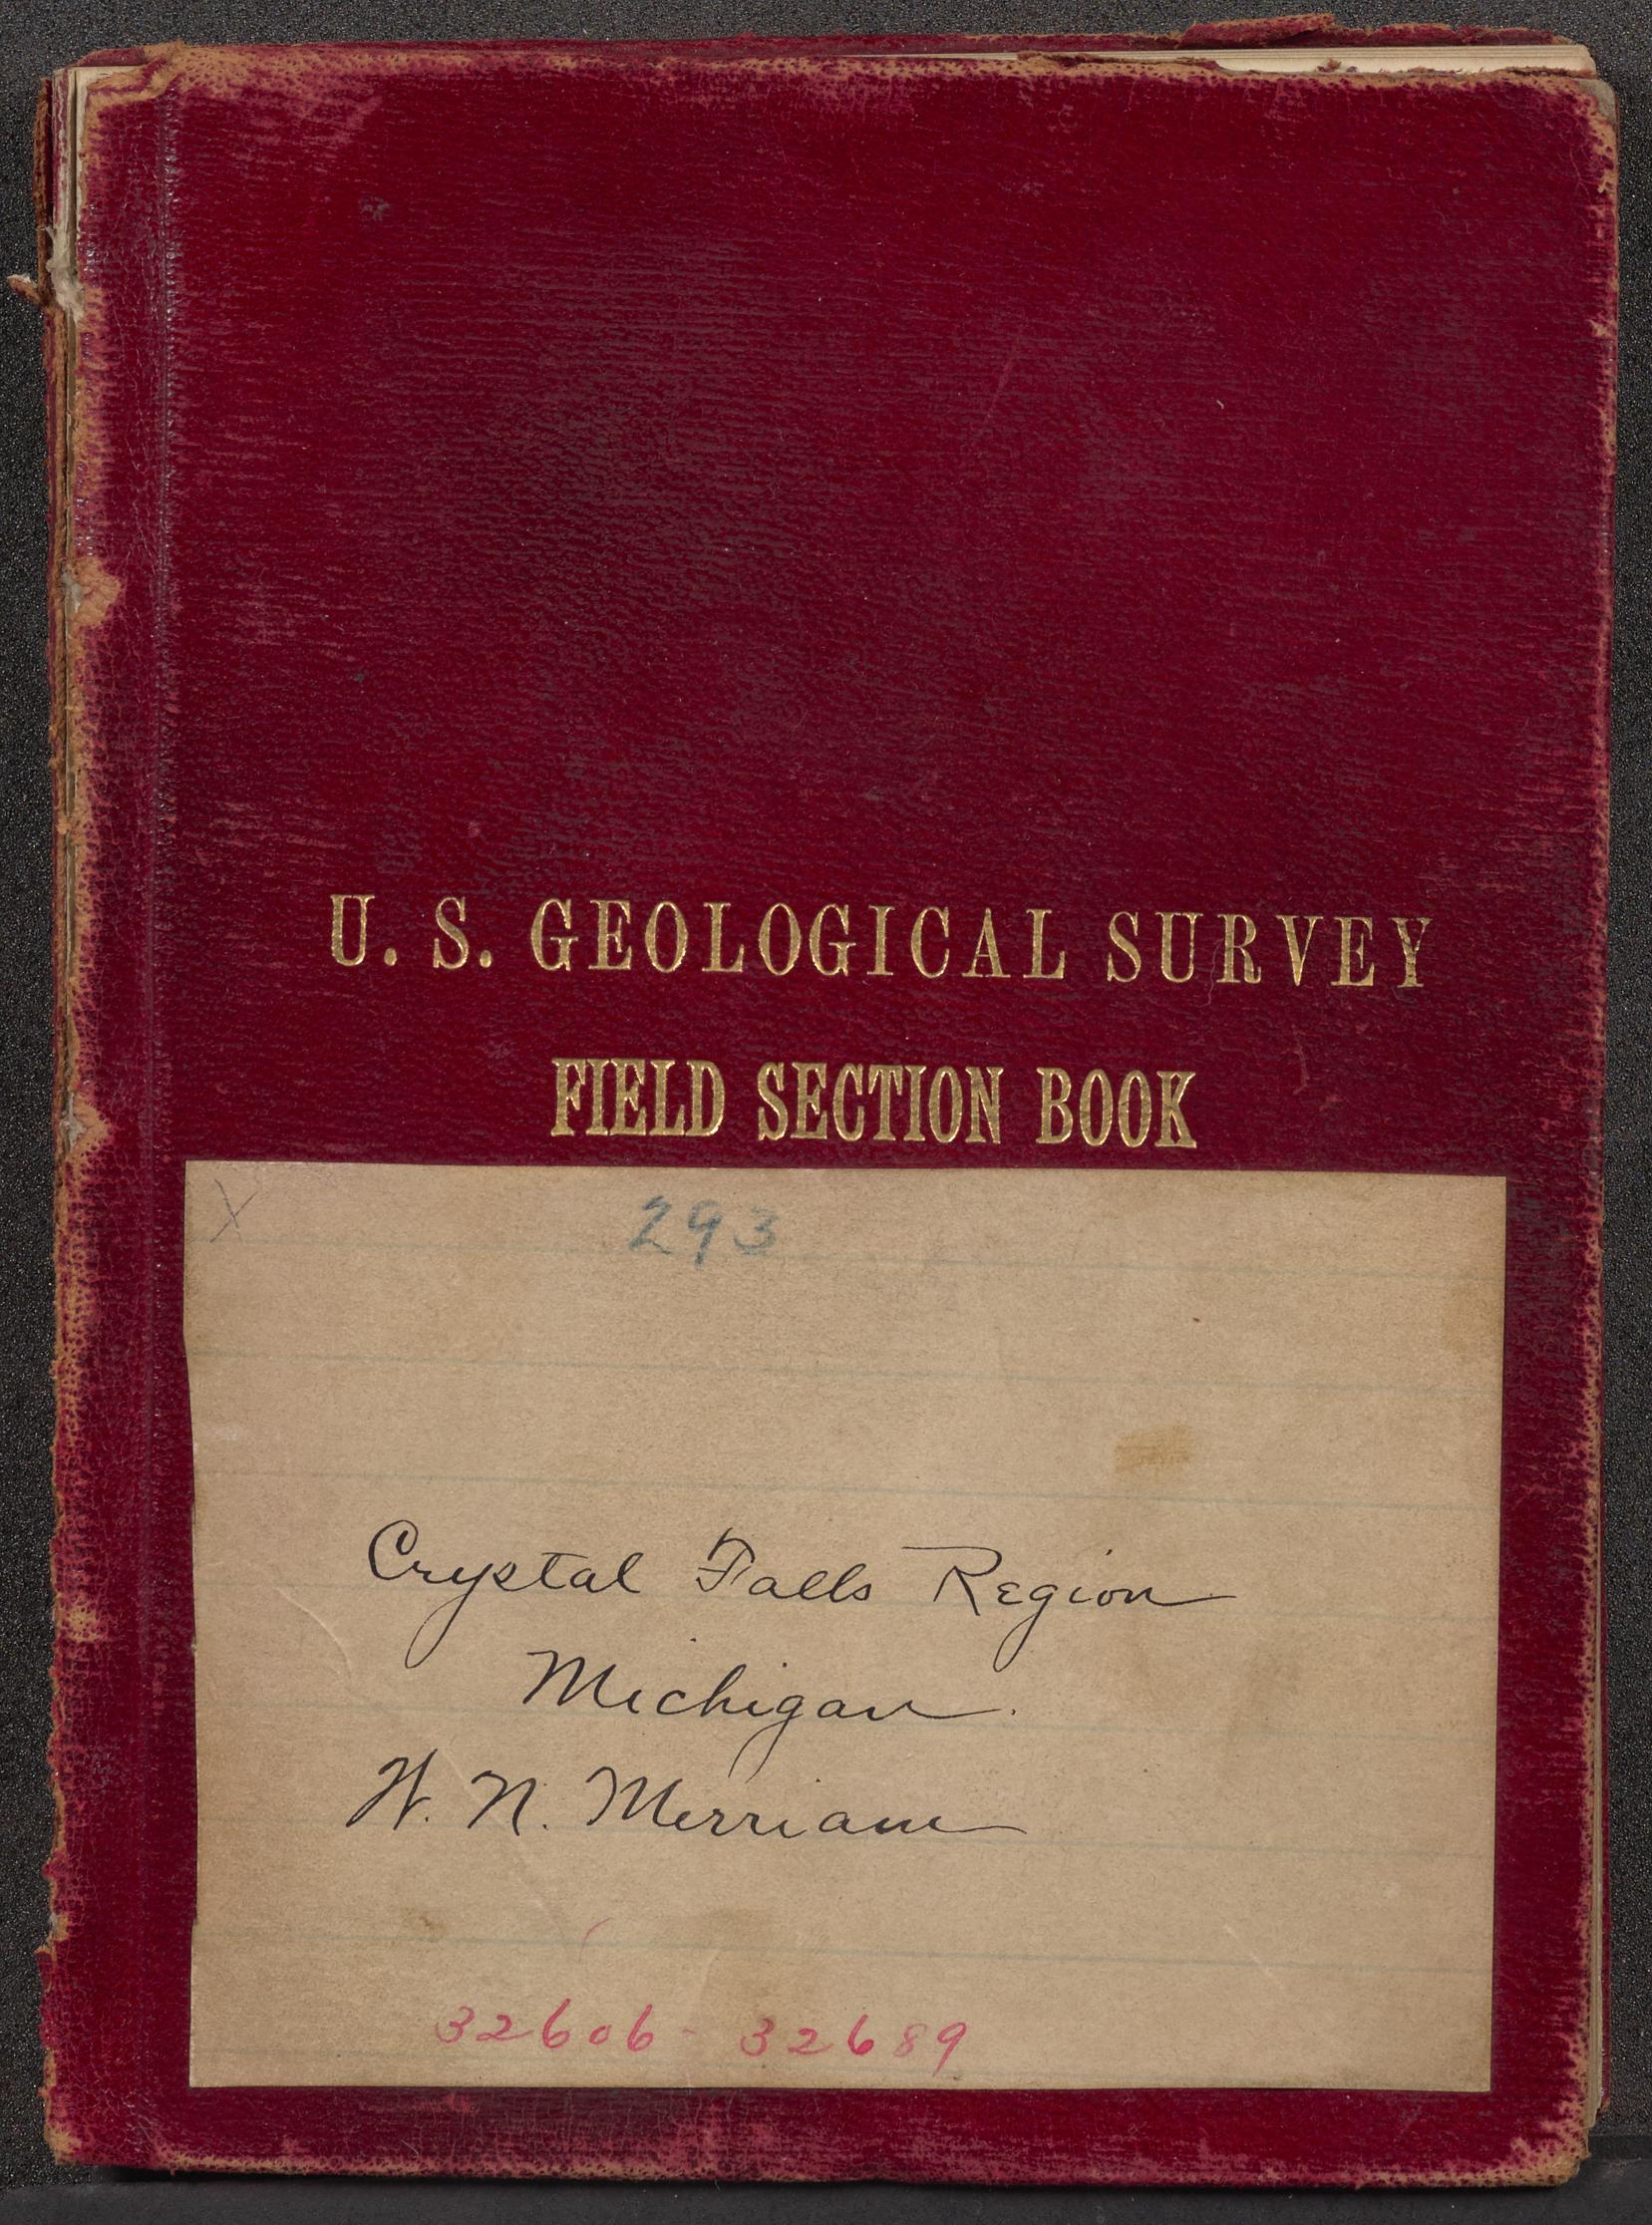 U. S. GEOLOGICAL SURVEY
FIELD SECTION BOOK
X 293
Crystal Falls Region
Michigan.
W. N. Merriam
32606 - 32689